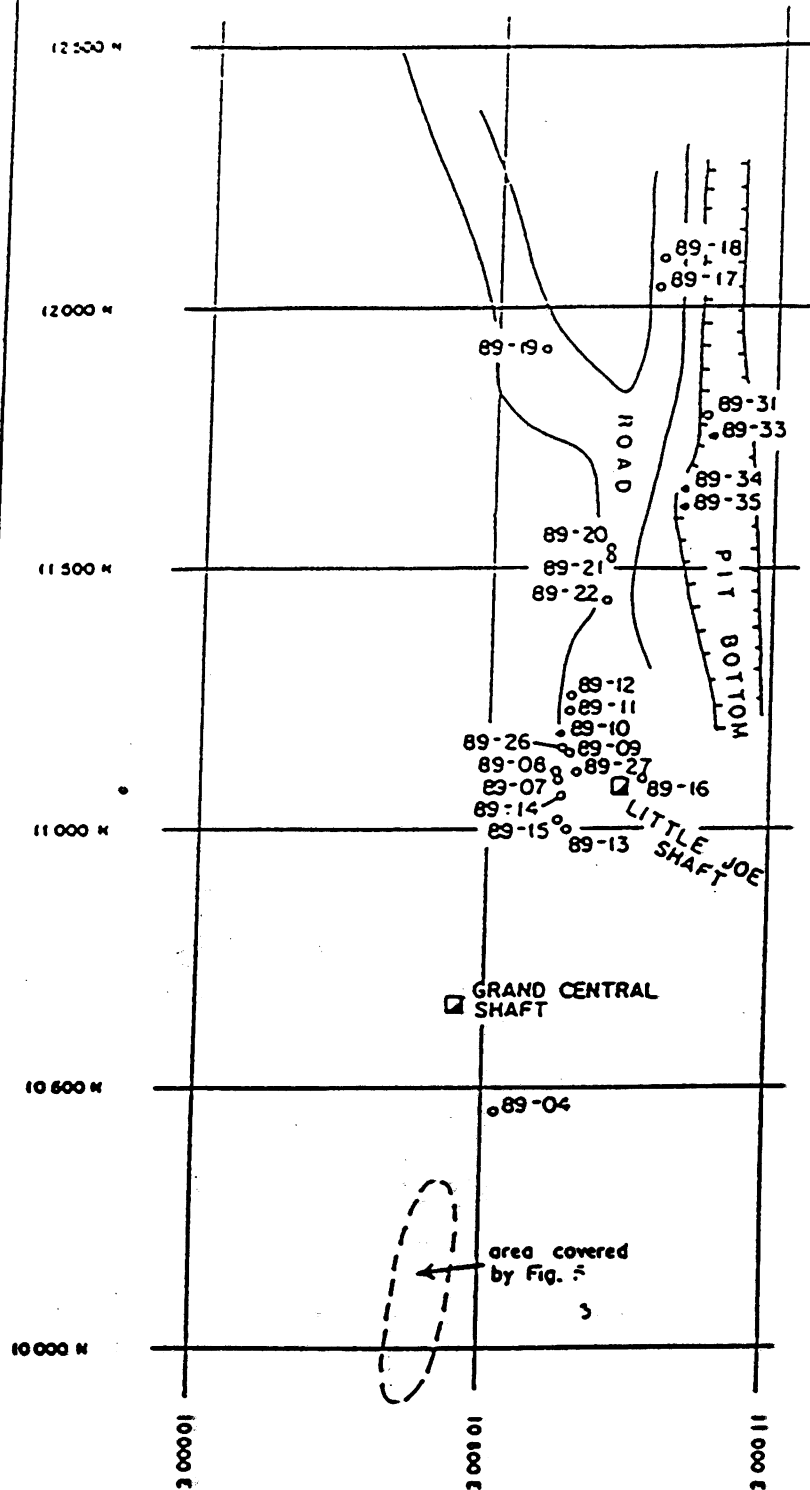 12500 N
89-18
89-17
12000 N
89-19
89-31
89-33
ROAD
89-34
89-35
89-20
11500 N
89-21
PIT BOTTOM
89-22
89-12
89-11
89-10
89-26
89-09
89-08
89-27
89-07
89-16
89-14
11000 N
89-15
89-13
LITTLE JOE
SHAFT
GRAND CENTRAL
SHAFT
10500 N
89-04
area covered
by Fig. 5
3
10000 N
10000 E
10500 E
11000 E